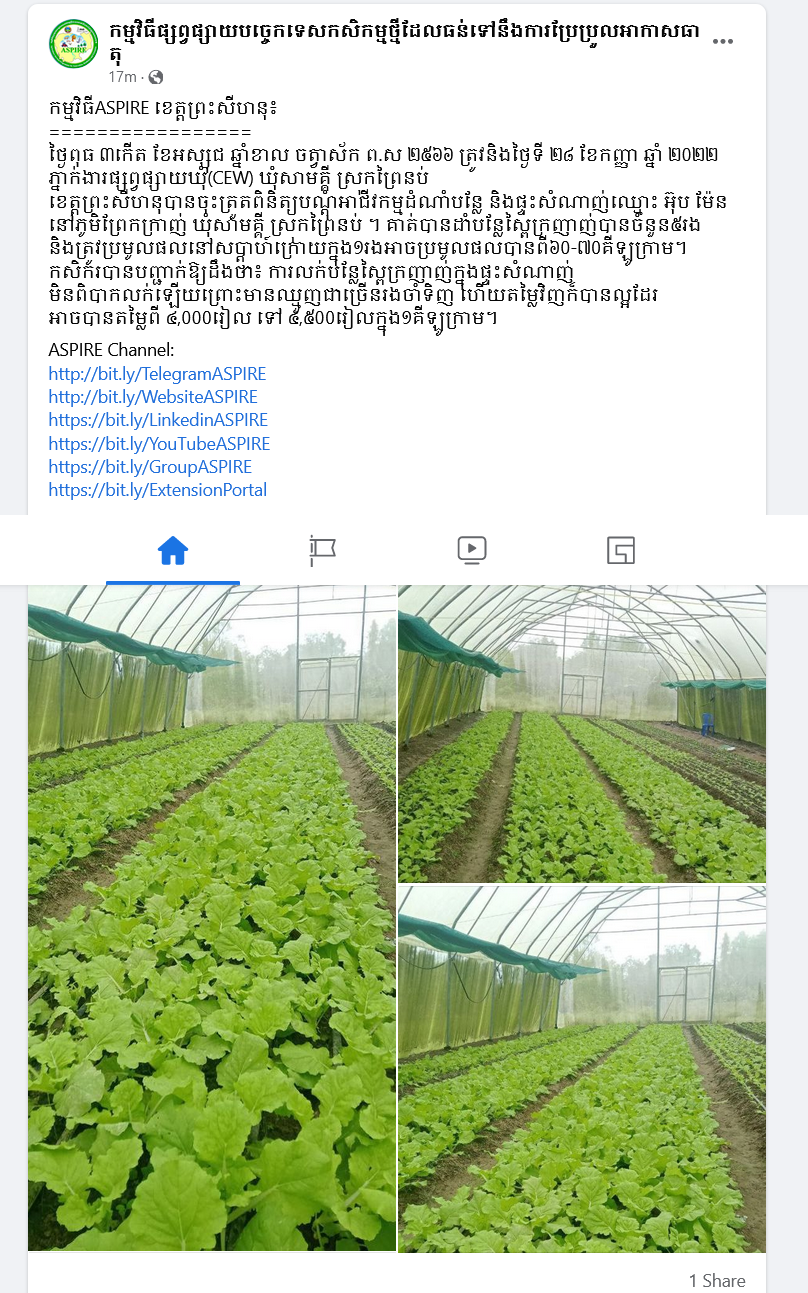 កម្មវិធីផ្សព្វផ្សាយបច្ចេកទេសកសិកម្មថ្មីដែលធន់ទៅនឹងការប្រែប្រួលអាកាសធា
តុ
17m ·
ASPIRE
កម្មវិធីASPIRE ខេត្តព្រះសីហនុ៖
=================
ថ្ងៃពុធ ៣កើត ខែអស្សុជ ឆ្នាំខាល ចត្វាស័ក ព.ស ២៥៦៦ ត្រូវនិងថ្ងៃទី ២៨ ខែកញ្ញា ឆ្នាំ ២០២២
ភ្នាក់ងារផ្សព្វផ្សាយឃុំ(CEW) ឃុំសាមគ្គី ស្រុកព្រៃនប់
ខេត្តព្រះសីហនុបានចុះត្រួតពិនិត្យបណ្តុំអាជីវកម្មដំណាំបន្លែ និងផ្ទះសំណាញ់ឈ្មោះ អ៊ុប ម៉ែន
នៅភូមិព្រែកក្រាញ់ ឃុំសាមគ្គី ស្រុកព្រៃនប់ ។ គាត់បានដាំបន្លែស្ពៃក្រញាញ់បានចំនួន៥រង
និងត្រូវប្រមូលផលនៅសប្តាហ៍ក្រោយក្នុង១រងអាចប្រមូលផលបានពី៦០-៧០គីឡូក្រាម។
កសិករបានបញ្ជាក់ឱ្យដឹងថា៖ ការលក់បន្លែស្ពៃក្រញាញ់ក្នុងផ្ទះសំណាញ់
មិនពិបាកលក់ឡើយព្រោះមានឈ្មួញជាច្រើនរងចាំទិញ ហើយតម្លៃវិញក៏បានល្អដែរ
អាចបានតម្លៃពី ៤,០០០រៀល ទៅ ៤,៥០០រៀលក្នុង១គីឡូក្រាម។
ASPIRE Channel:
http://bit.ly/TelegramASPIRE
http://bit.ly/WebsiteASPIRE
https://bit.ly/LinkedinASPIRE
https://bit.ly/YouTubeASPIRE
https://bit.ly/GroupASPIRE
https://bit.ly/ExtensionPortal
1 Share